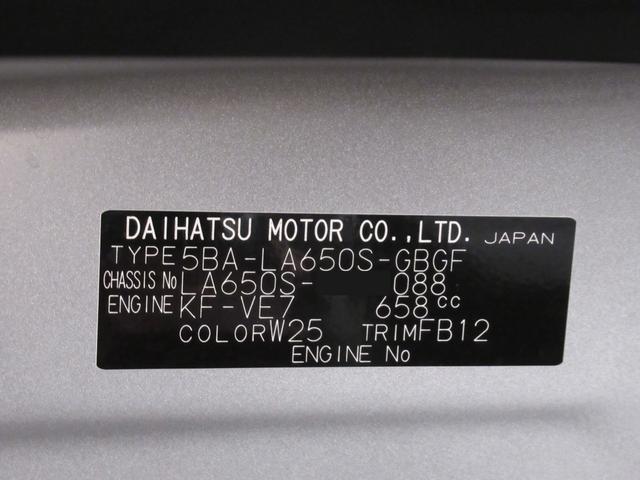 DAIHATSU MOTOR CO.,LTD. JAPAN
TYPE 5BA-LA650S-GBGF
CHASSIS No LA650S- 088
ENGINE KF-VE7 658cc
COLOR W25 TRIM FB12
ENGINE No